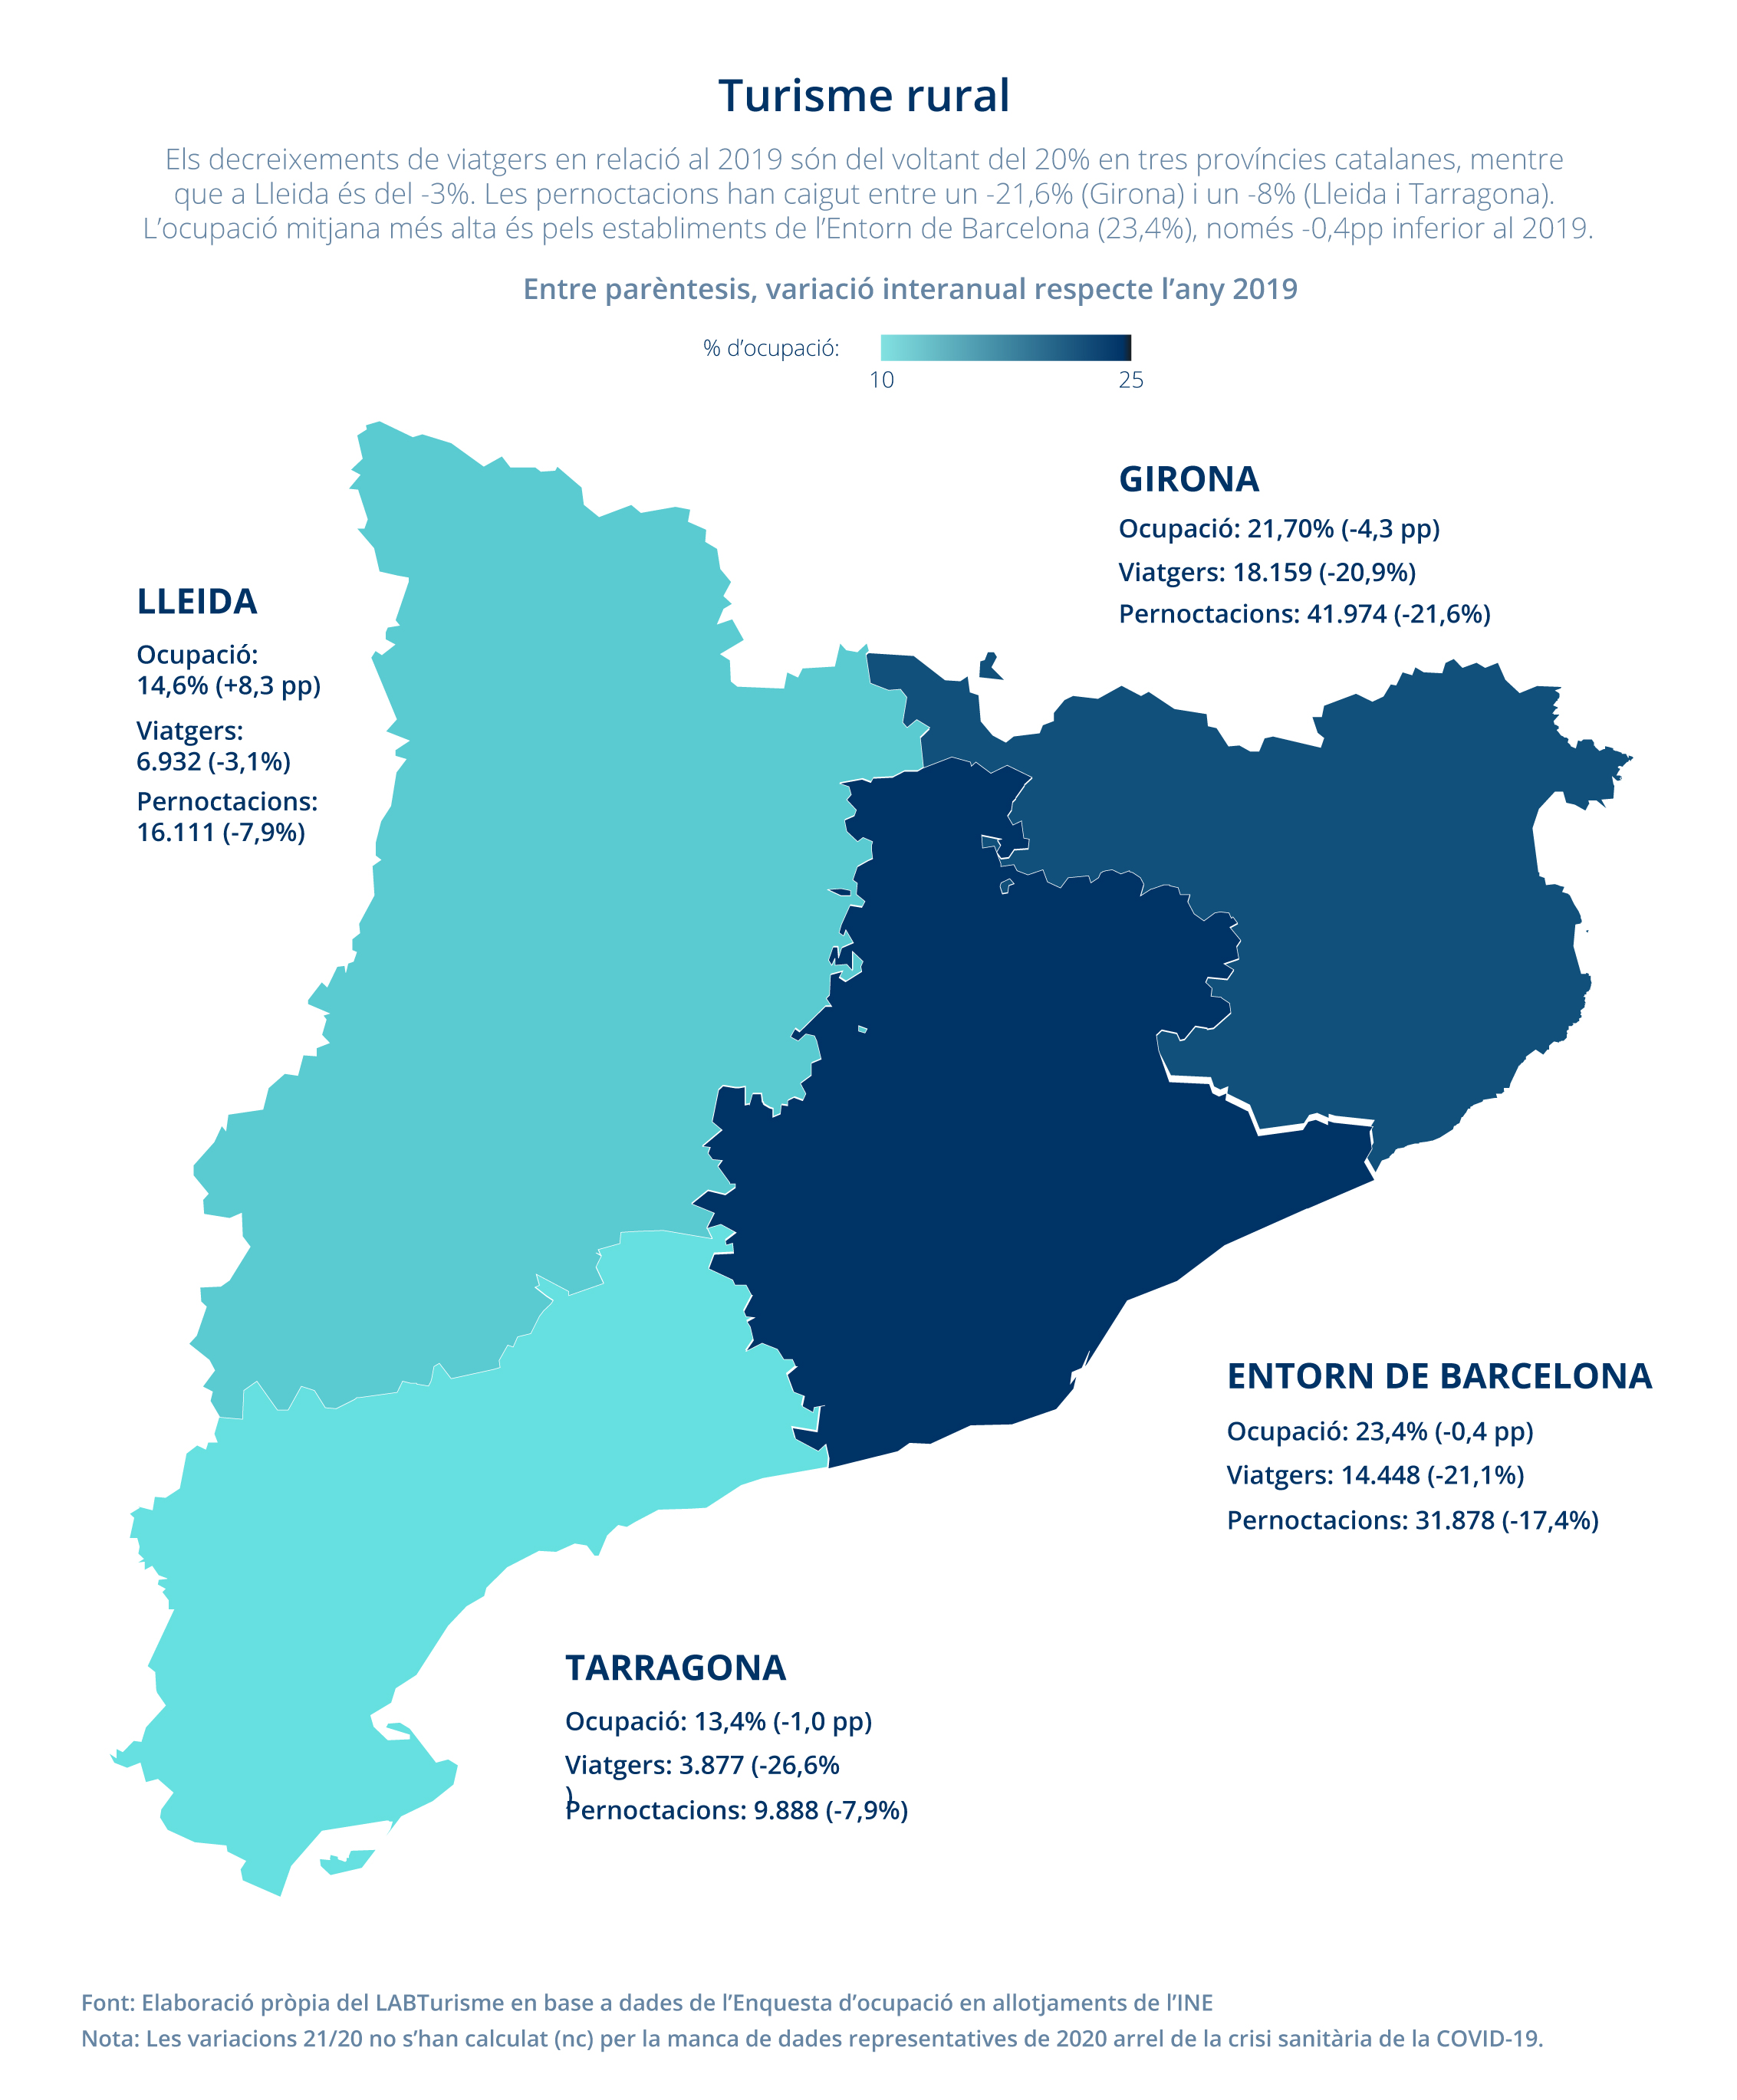 Turisme rural
Els decreixements de viatgers en relació al 2019 són del voltant del 20% en tres províncies catalanes, mentre
que a Lleida és del -3%. Les pernoctacions han caigut entre un -21,6% (Girona) i un -8% (Lleida i Tarragona).
L’ocupació mitjana més alta és pels establiments de l’Entorn de Barcelona (23,4%), només -0,4pp inferior al 2019.
Entre parèntesis, variació interanual respecte l’any 2019
% d’ocupació:
10 25
GIRONA
Ocupació: 21,70% (-4,3 pp)
Viatgers: 18.159 (-20,9%)
Pernoctacions: 41.974 (-21,6%)
LLEIDA
Ocupació:
14,6% (+8,3 pp)
Viatgers:
6.932 (-3,1%)
Pernoctacions:
16.111 (-7,9%)
ENTORN DE BARCELONA
Ocupació: 23,4% (-0,4 pp)
Viatgers: 14.448 (-21,1%)
Pernoctacions: 31.878 (-17,4%)
TARRAGONA
Ocupació: 13,4% (-1,0 pp)
Viatgers: 3.877 (-26,6%
)
Pernoctacions: 9.888 (-7,9%)
Font: Elaboració pròpia del LABTurisme en base a dades de l’Enquesta d’ocupació en allotjaments de l’INE
Nota: Les variacions 21/20 no s’han calculat (nc) per la manca de dades representatives de 2020 arrel de la crisi sanitària de la COVID-19.